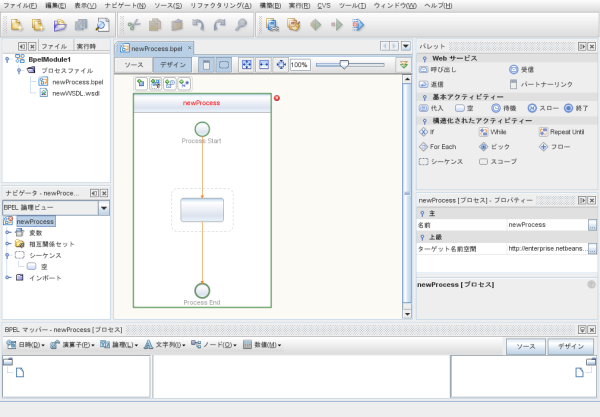 ファイル(F) 編集(E) 表示(V) ナビゲート(N) ソース(S) リファクタリング(A) 構築(B) 実行(R) CVS ツール(T) ウィンドウ(W) ヘルプ(H)
100%
ファイル 実行時
BpelModule1
プロセスファイル
newProcess.bpel
newWSDL.wsdl
ナビゲータ - newProce...
BPEL 論理ビュー
newProcess
変数
相互関係セット
シーケンス
空
インポート
newProcess.bpel
ソース デザイン
newProcess
Process Start
Process End
パレット
Web サービス
呼び出し 受信
返信 パートナーリンク
基本アクティビティー
代入 空 待機 スロー 終了
構造化されたアクティビティー
If While Repeat Until
For Each ピック フロー
シーケンス スコープ
newProcess [プロセス] - プロパティー
主
名前 newProcess ...
上級
ターゲット名前空間 http://enterprise.netbeans... ...
newProcess [プロセス]
BPEL マッパー - newProcess [プロセス]
日時(D) 演算子(P) 論理(L) 文字列(I) ノード(O) 数値(M)
ソース デザイン